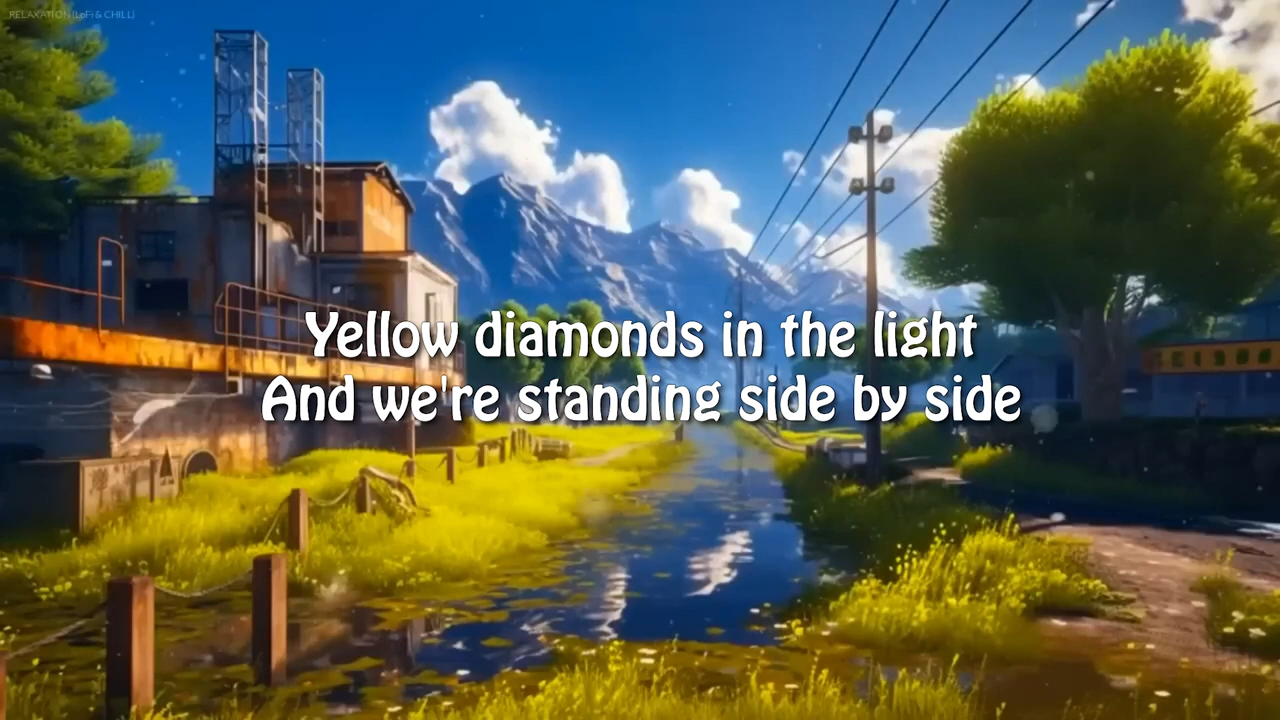 RELAXATION (LoFi & CHILL)
Yellow diamonds in the light
And we're standing side by side